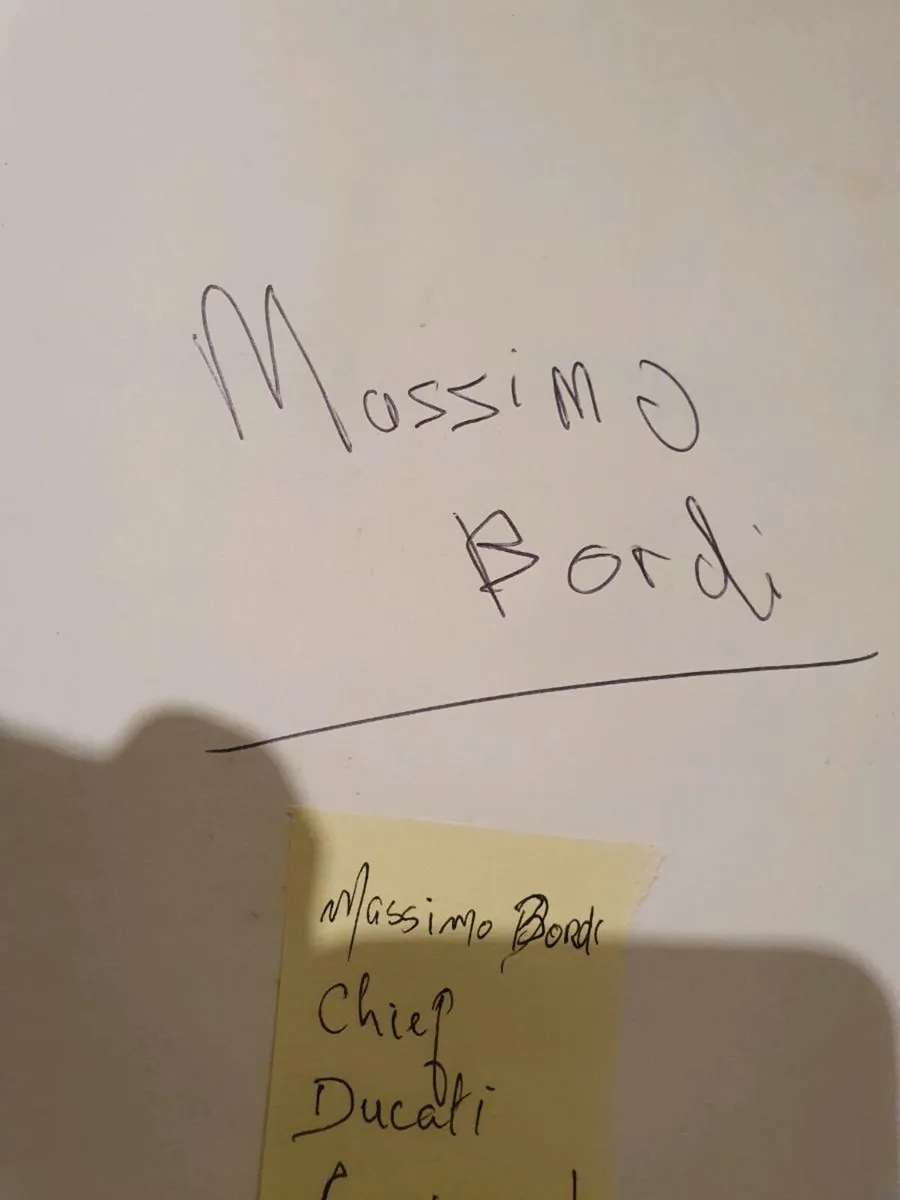 Massimo
Bordi
Massimo Bordi
Chief
Ducati